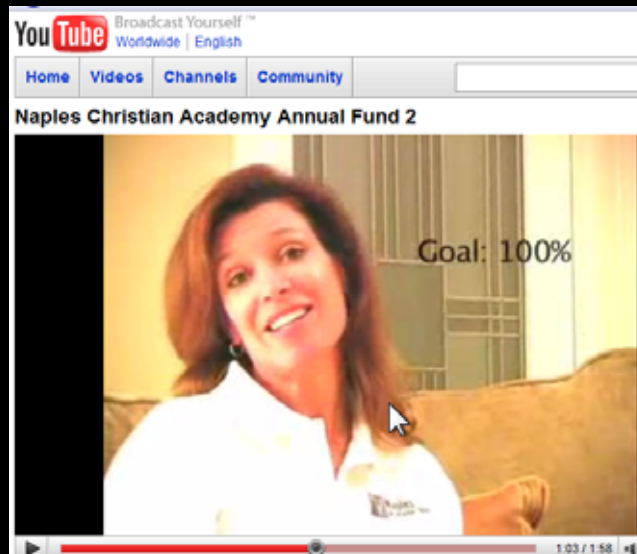 You Tube Broadcast Yourself ™
Worldwide | English
Home Videos Channels Community
Naples Christian Academy Annual Fund 2
Goal: 100%
Naples
1:03 / 1:58